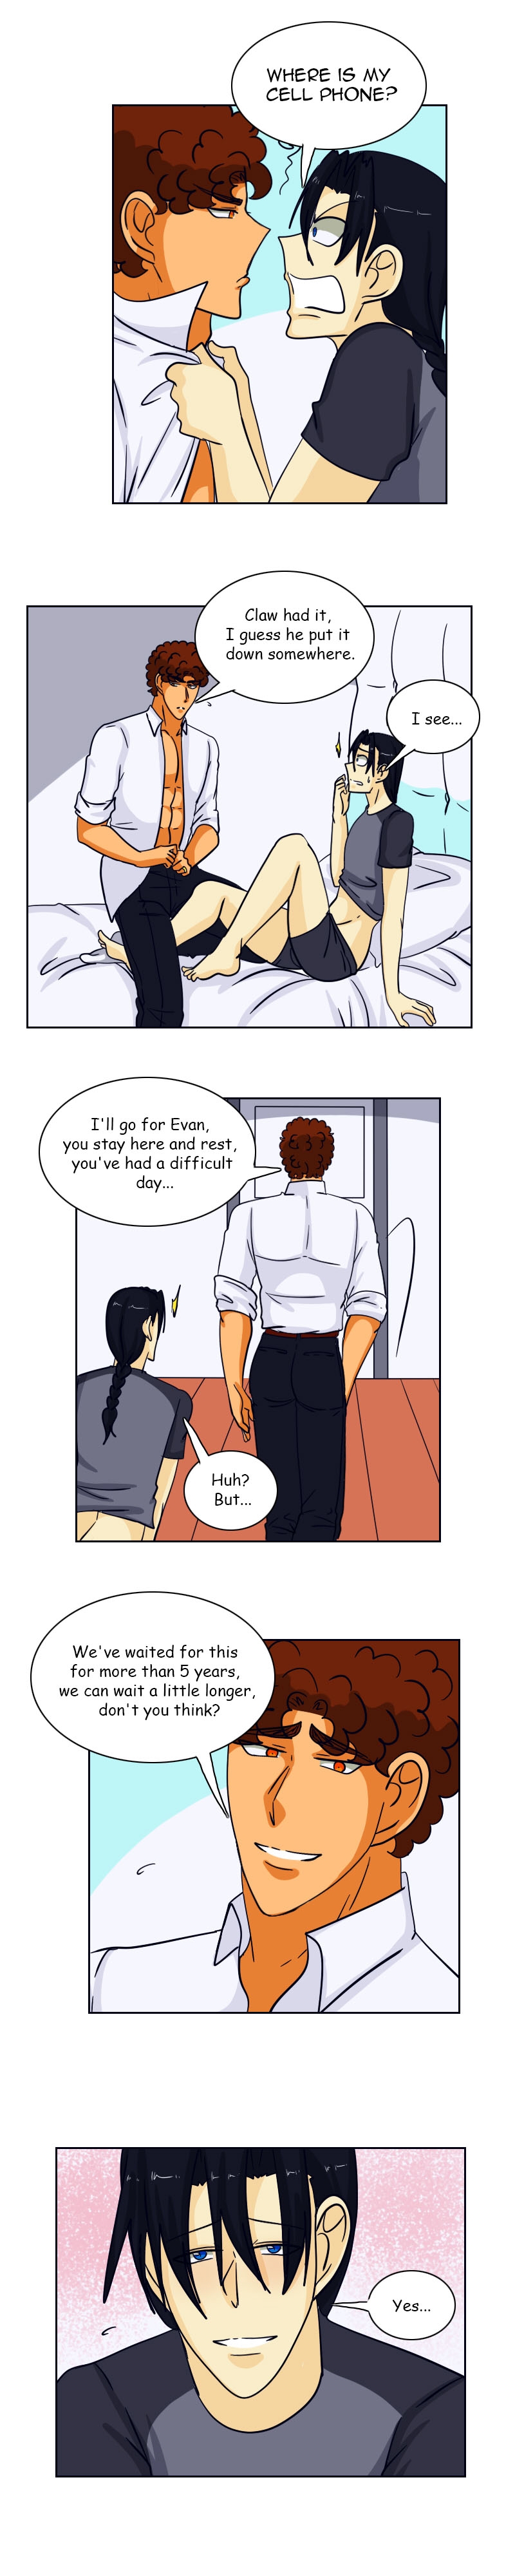 WHERE IS MY
CELL PHONE?
Claw had it,
I guess he put it
down somewhere.
I see...
I'll go for Evan,
you stay here and rest,
you've had a difficult
day...
Huh?
But...
We've waited for this
for more than 5 years,
we can wait a little longer,
don't you think?
Yes...